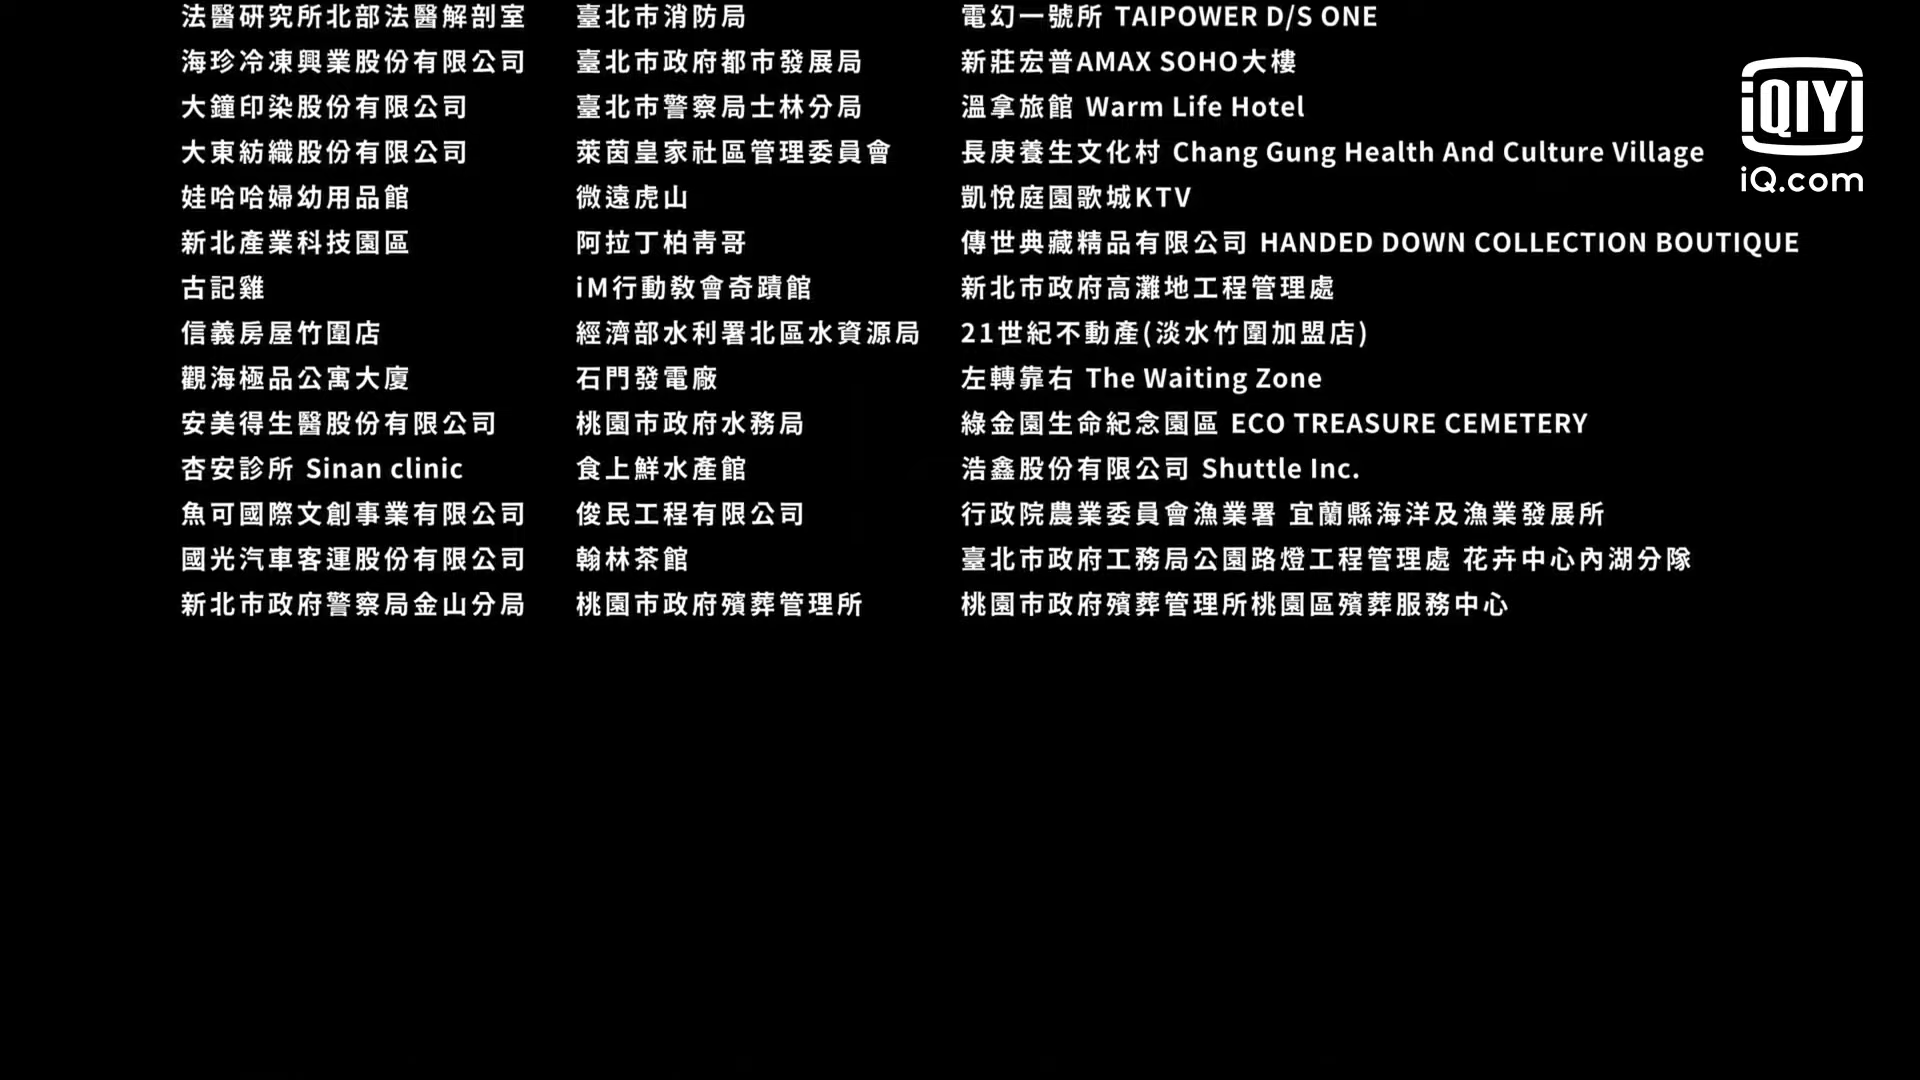 法醫研究所北部法醫解剖室 臺北市消防局 電幻一號所 TAIPOWER D/S ONE
海珍冷凍興業股份有限公司 臺北市政府都市發展局 新莊宏普AMAX SOHO大樓
大鐘印染股份有限公司 臺北市警察局士林分局 溫拿旅館 Warm Life Hotel
大東紡織股份有限公司 萊茵皇家社區管理委員會 長庚養生文化村 Chang Gung Health And Culture Village
娃哈哈婦幼用品館 微遠虎山 凱悅庭園歌城KTV
新北產業科技園區 阿拉丁柏青哥 傳世典藏精品有限公司 HANDED DOWN COLLECTION BOUTIQUE
古記雞 iM行動教會奇蹟館 新北市政府高灘地工程管理處
信義房屋竹圍店 經濟部水利署北區水資源局 21世紀不動產(淡水竹圍加盟店)
觀海極品公寓大廈 石門發電廠 左轉靠右 The Waiting Zone
安美得生醫股份有限公司 桃園市政府水務局 綠金園生命紀念園區 ECO TREASURE CEMETERY
杏安診所 Sinan clinic 食上鮮水產館 浩鑫股份有限公司 Shuttle Inc.
魚可國際文創事業有限公司 俊民工程有限公司 行政院農業委員會漁業署 宜蘭縣海洋及漁業發展所
國光汽車客運股份有限公司 翰林茶館 臺北市政府工務局公園路燈工程管理處 花卉中心內湖分隊
新北市政府警察局金山分局 桃園市政府殯葬管理所 桃園市政府殯葬管理所桃園區殯葬服務中心
iQIYI
iQ.com